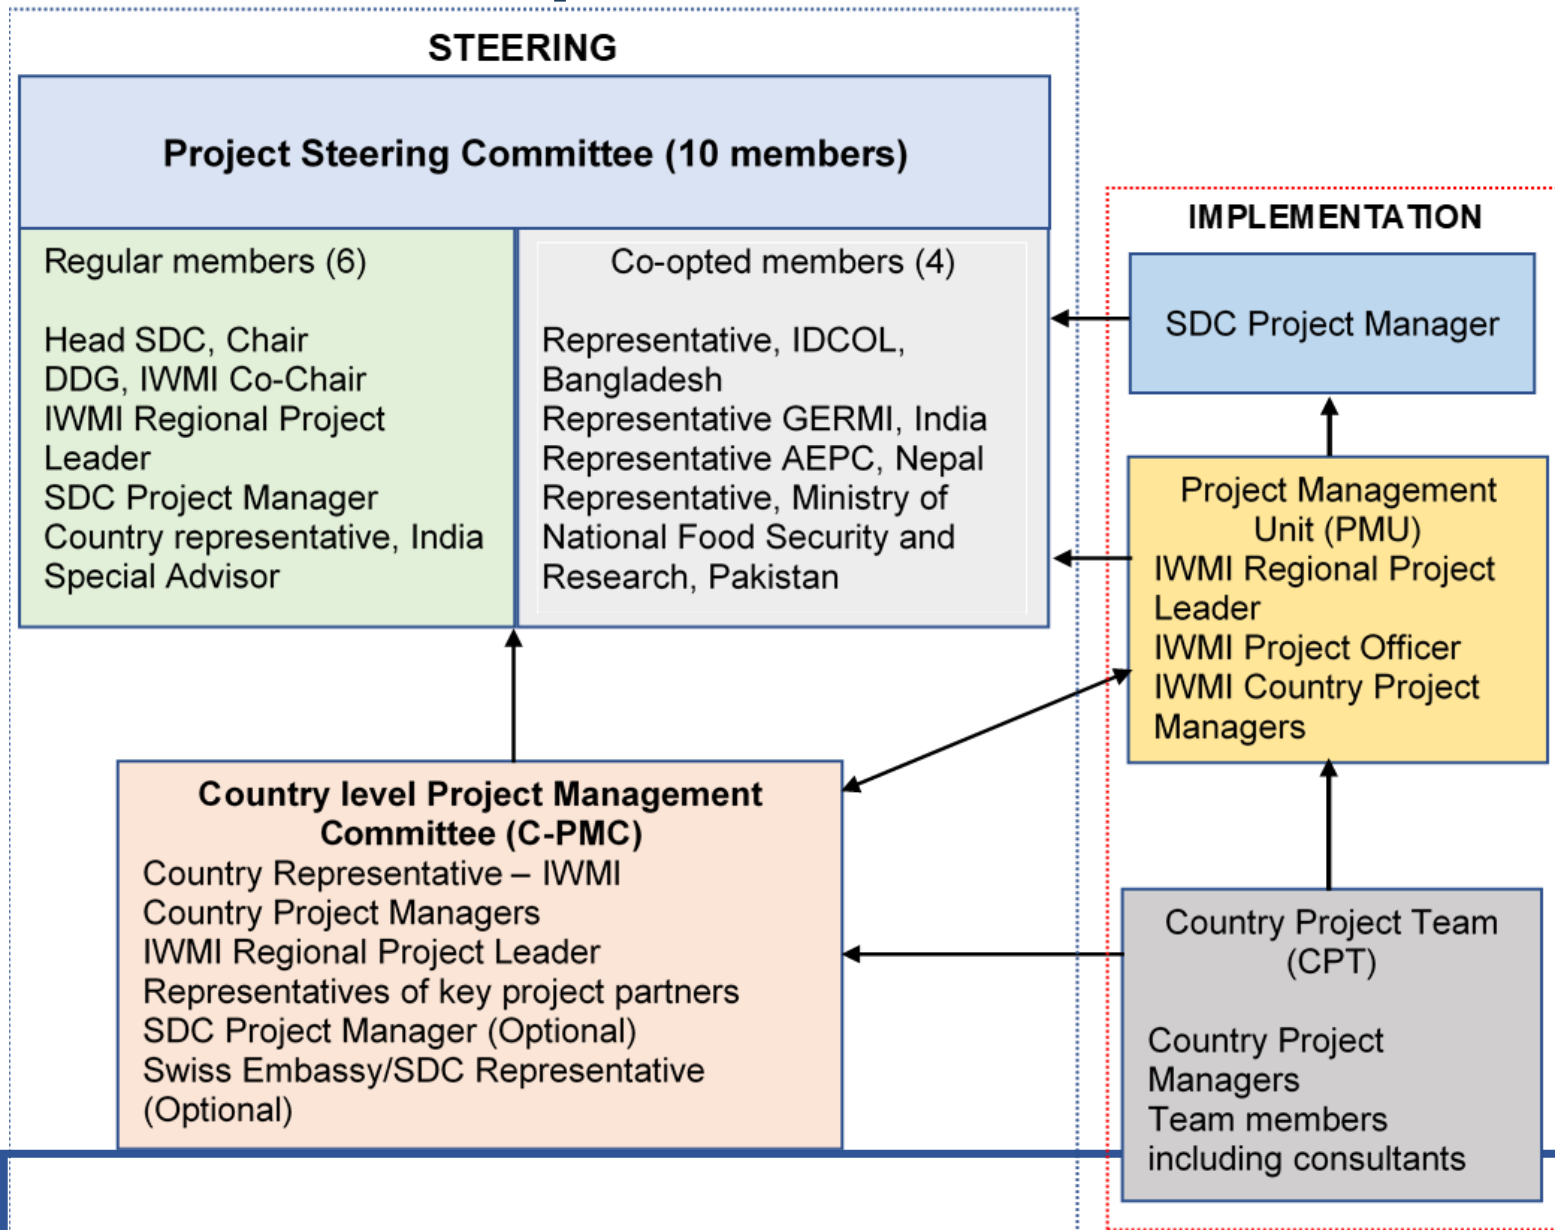 STEERING
Project Steering Committee (10 members)
Regular members (6)
Head SDC, Chair
DDG, IWMI Co-Chair
IWMI Regional Project
Leader
SDC Project Manager
Country representative, India
Special Advisor
Co-opted members (4)
Representative, IDCOL,
Bangladesh
Representative GERMI, India
Representative AEPC, Nepal
Representative, Ministry of
National Food Security and
Research, Pakistan
Country level Project Management
Committee (C-PMC)
Country Representative – IWMI
Country Project Managers
IWMI Regional Project Leader
Representatives of key project partners
SDC Project Manager (Optional)
Swiss Embassy/SDC Representative
(Optional)
IMPLEMENTATION
SDC Project Manager
Project Management
Unit (PMU)
IWMI Regional Project
Leader
IWMI Project Officer
IWMI Country Project
Managers
Country Project Team
(CPT)
Country Project
Managers
Team members
including consultants